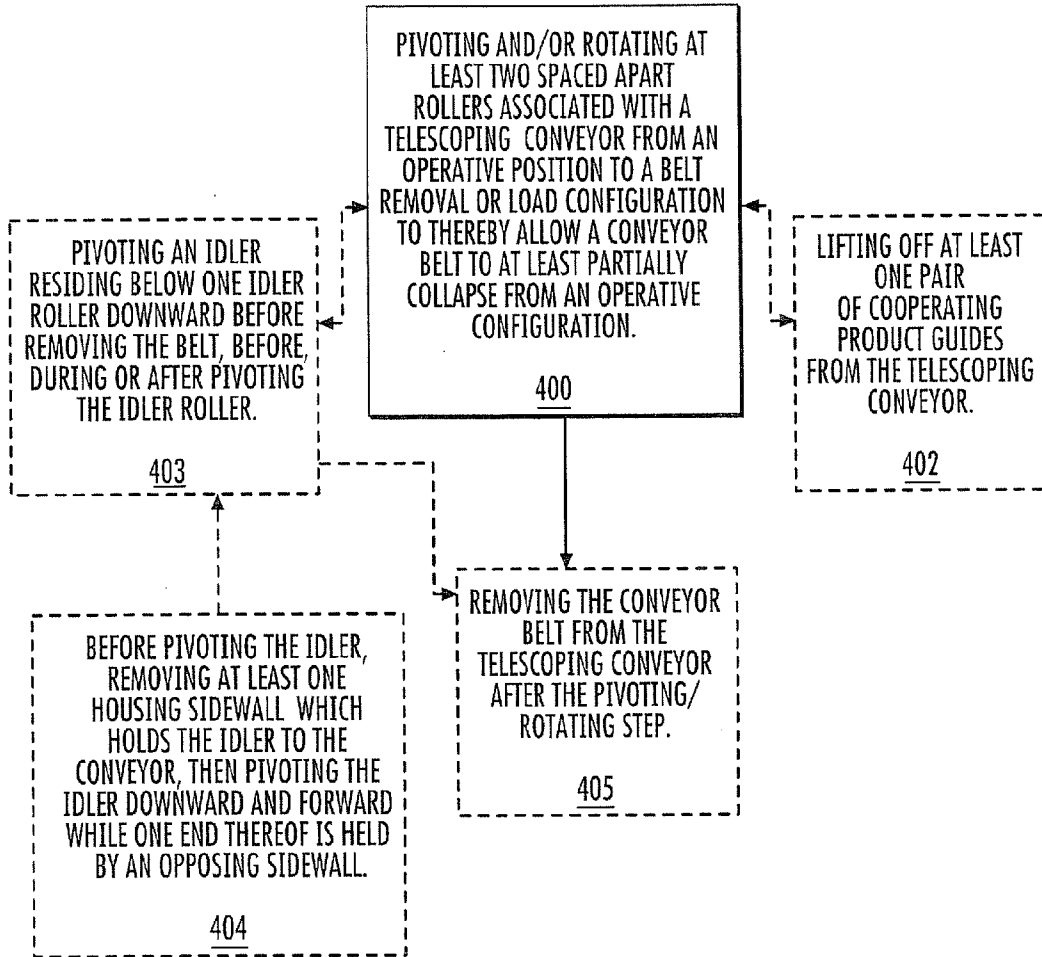 PIVOTING AND/OR ROTATING AT
LEAST TWO SPACED APART
ROLLERS ASSOCIATED WITH A
TELESCOPING CONVEYOR FROM AN
OPERATIVE POSITION TO A BELT
REMOVAL OR LOAD CONFIGURATION
TO THEREBY ALLOW A CONVEYOR
BELT TO AT LEAST PARTIALLY
COLLAPSE FROM AN OPERATIVE
CONFIGURATION.
400
PIVOTING AN IDLER
RESIDING BELOW ONE IDLER
ROLLER DOWNWARD BEFORE
REMOVING THE BELT, BEFORE,
DURING OR AFTER PIVOTING
THE IDLER ROLLER.
403
LIFTING OFF AT LEAST
ONE PAIR
OF COOPERATING
PRODUCT GUIDES
FROM THE TELESCOPING
CONVEYOR.
402
BEFORE PIVOTING THE IDLER,
REMOVING AT LEAST ONE
HOUSING SIDEWALL WHICH
HOLDS THE IDLER TO THE
CONVEYOR, THEN PIVOTING THE
IDLER DOWNWARD AND FORWARD
WHILE ONE END THEREOF IS HELD
BY AN OPPOSING SIDEWALL.
404
REMOVING THE CONVEYOR
BELT FROM THE
TELESCOPING CONVEYOR
AFTER THE PIVOTING/
ROTATING STEP.
405